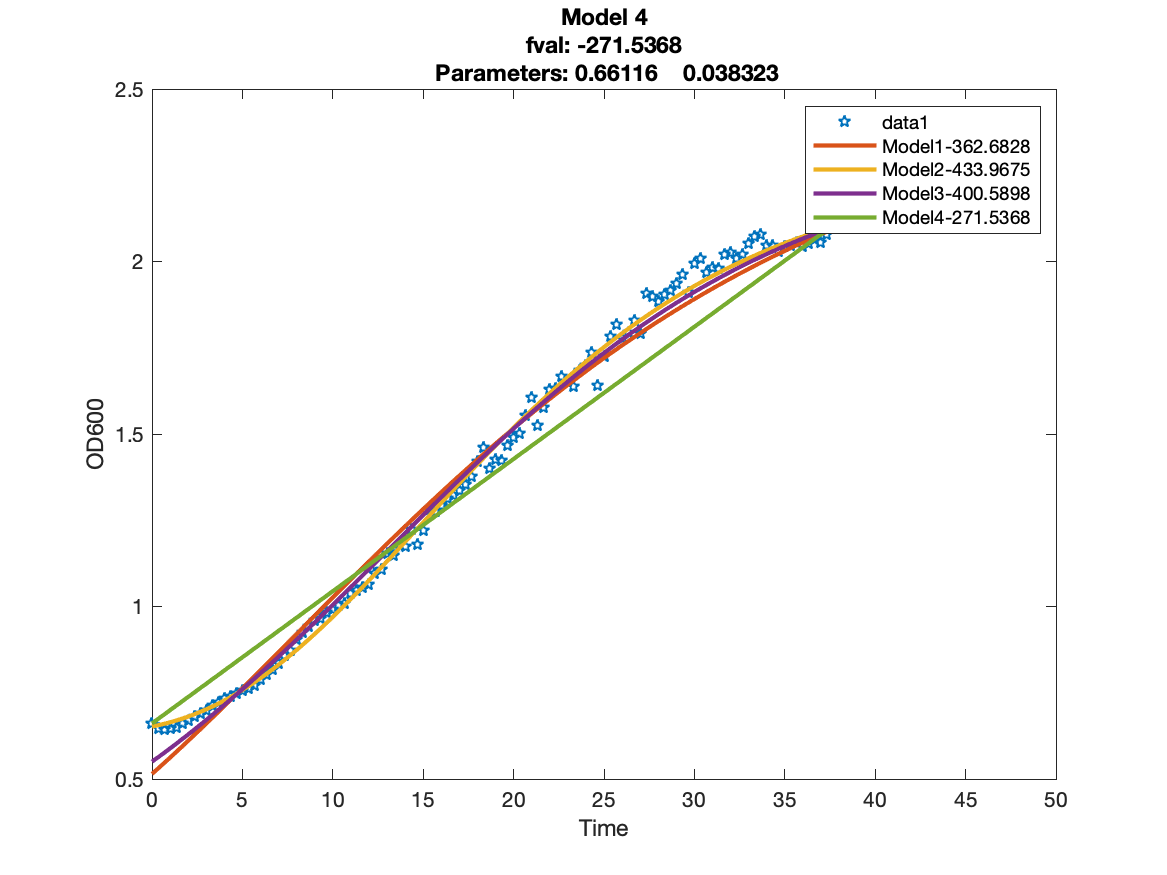 Model 4
fval: -271.5368
Parameters: 0.66116 0.038323
2.5
2
1.5
1
0.5
OD600
data1
Model1-362.6828
Model2-433.9675
Model3-400.5898
Model4-271.5368
0 5 10 15 20 25 30 35 40 45 50
Time